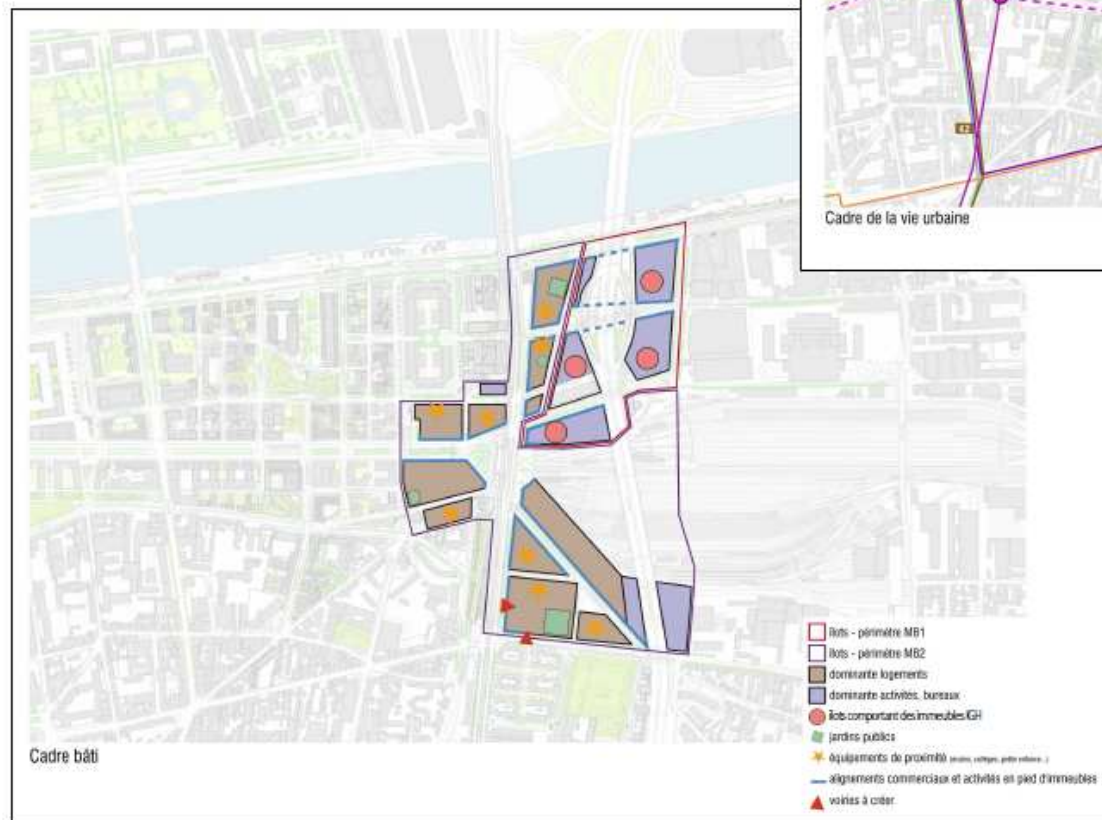 62
Cadre de la vie urbaine
îlots - périmètre MB1
îlots - périmètre MB2
dominante logements
dominante activités, bureaux
îlots comportant des immeubles IGH
jardins publics
équipements de proximité
alignements commerciaux et activités en pied d'immeubles
voiries à créer
Cadre bâti